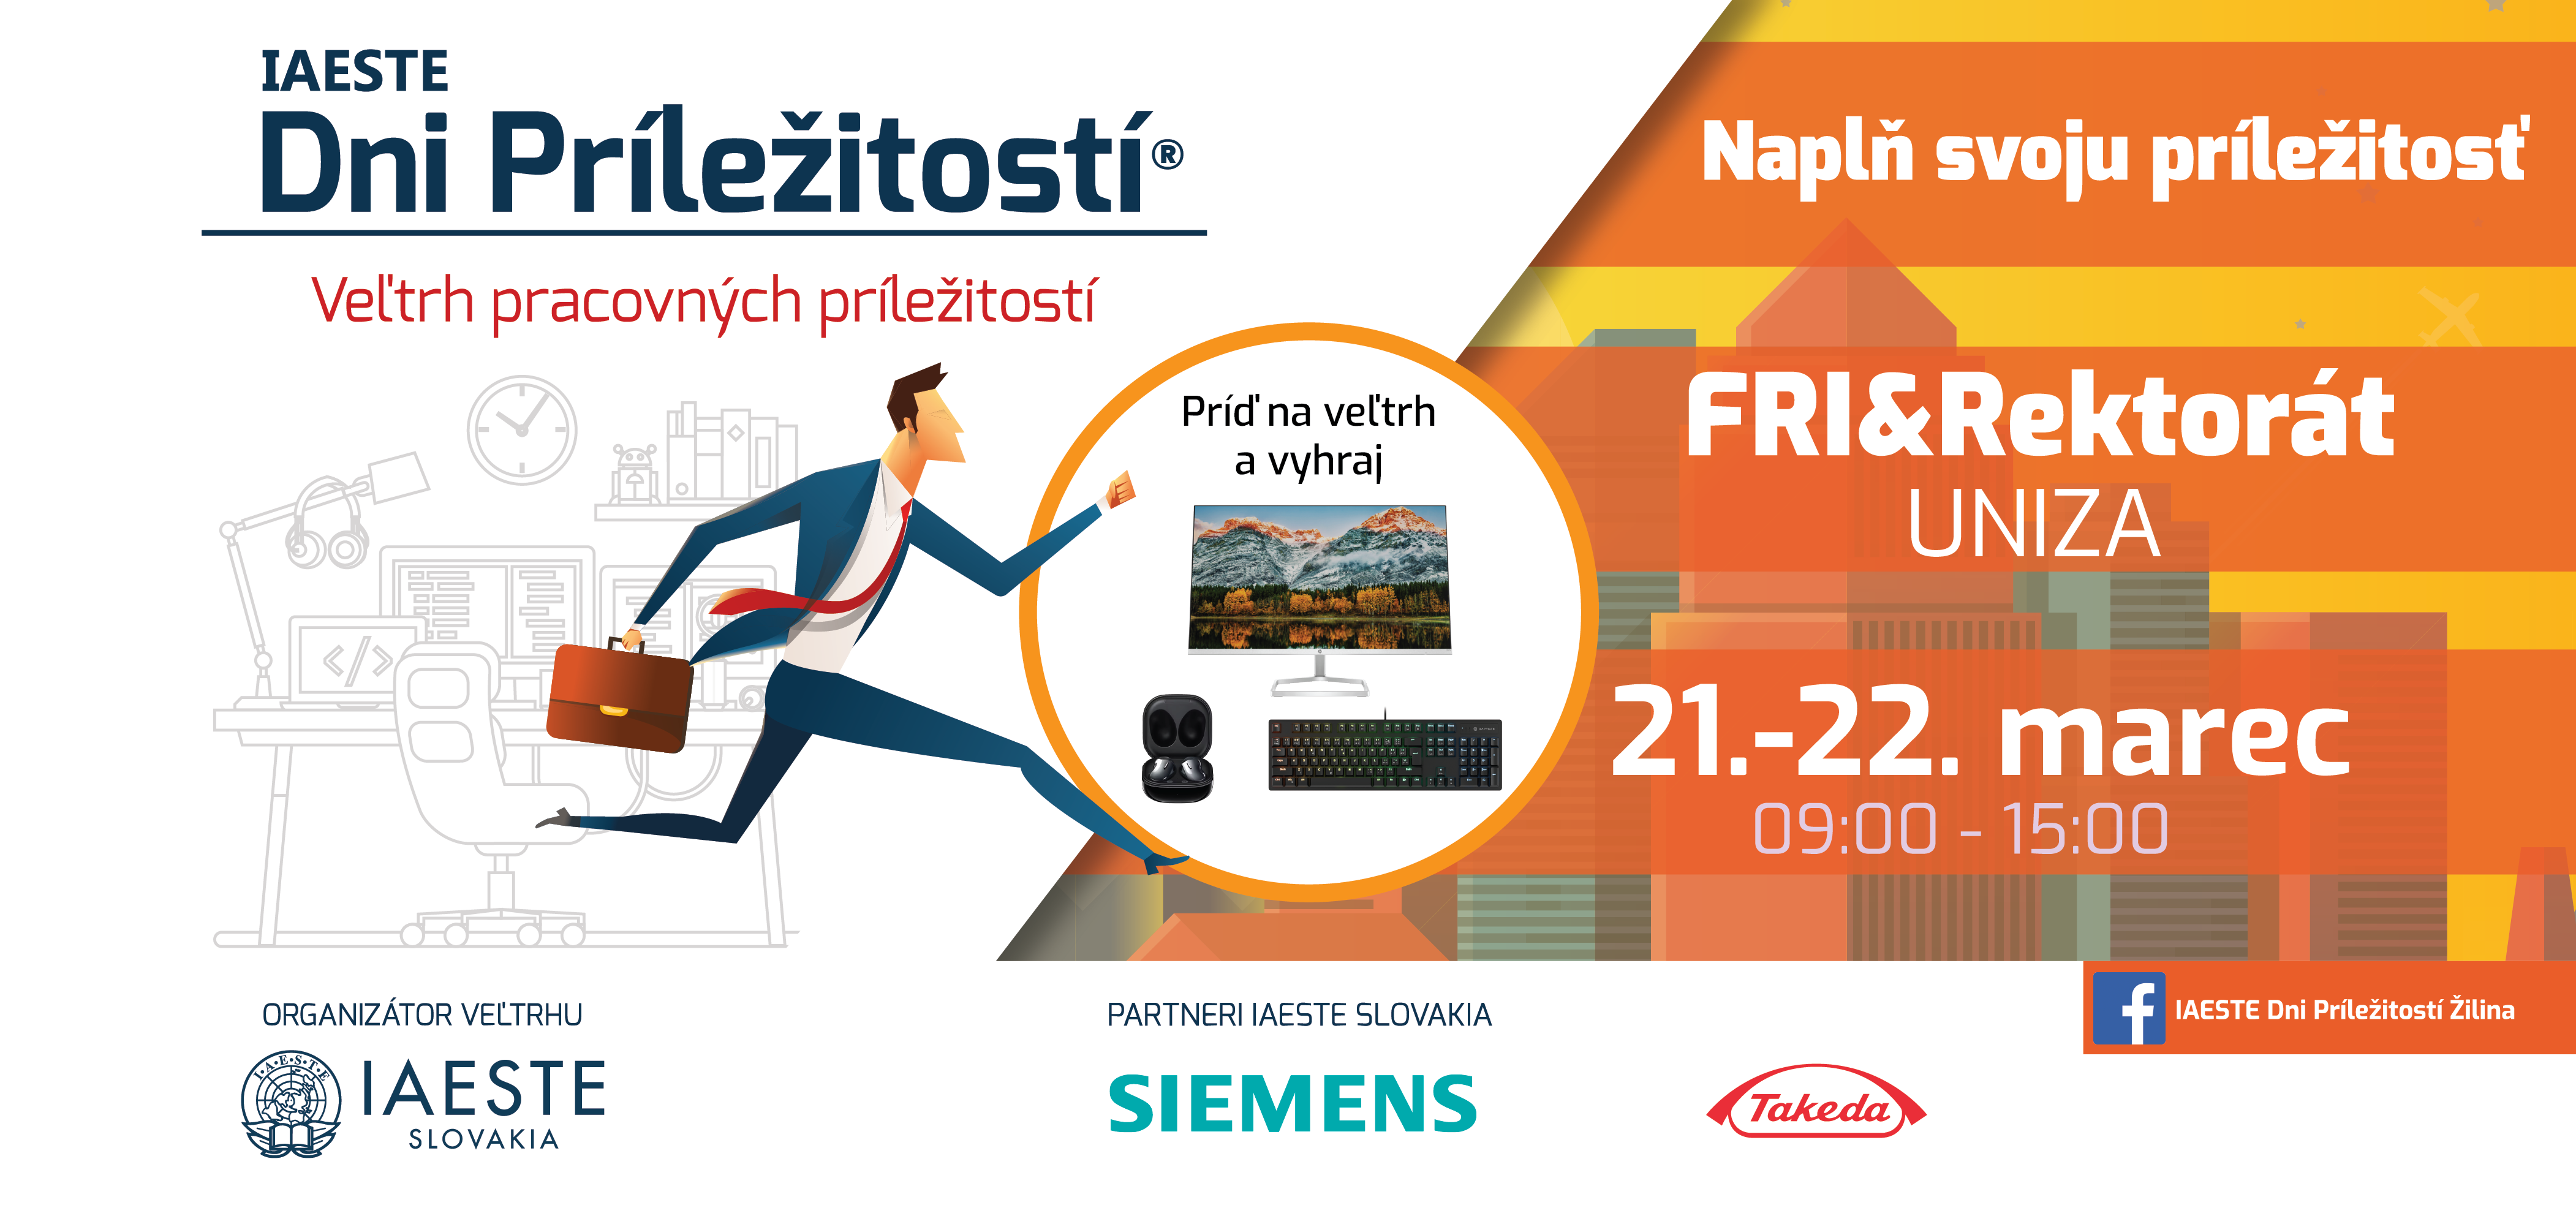 IAESTE
Dni Príležitostí®
Veľtrh pracovných príležitostí
Naplň svoju príležitosť
Príď na veľtrh
a vyhraj
FRI&Rektorát
UNIZA
21.-22. marec
09:00 - 15:00
</>
IAESTE Dni Príležitostí Žilina
ORGANIZÁTOR VEĽTRHU
I.A.E.S.T.E
IAESTE
SLOVAKIA
PARTNERI IAESTE SLOVAKIA
SIEMENS
Takeda